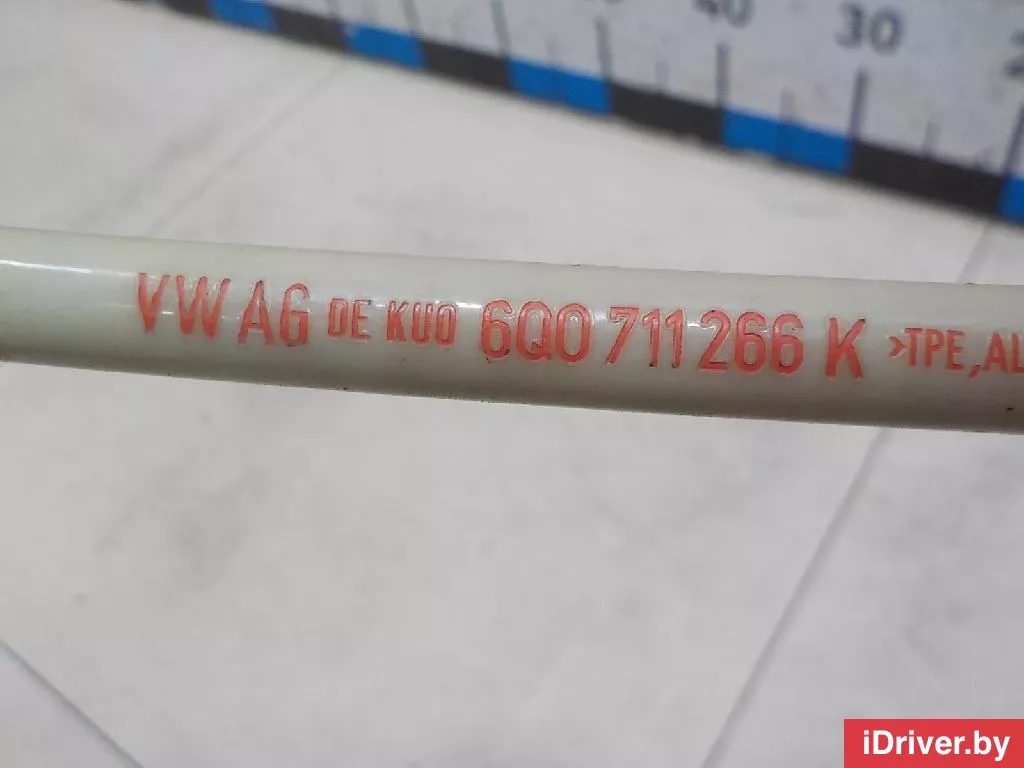 40 30
VW AG DE KUO 6Q0 711 266 K >TPE,AL
iDriver.by